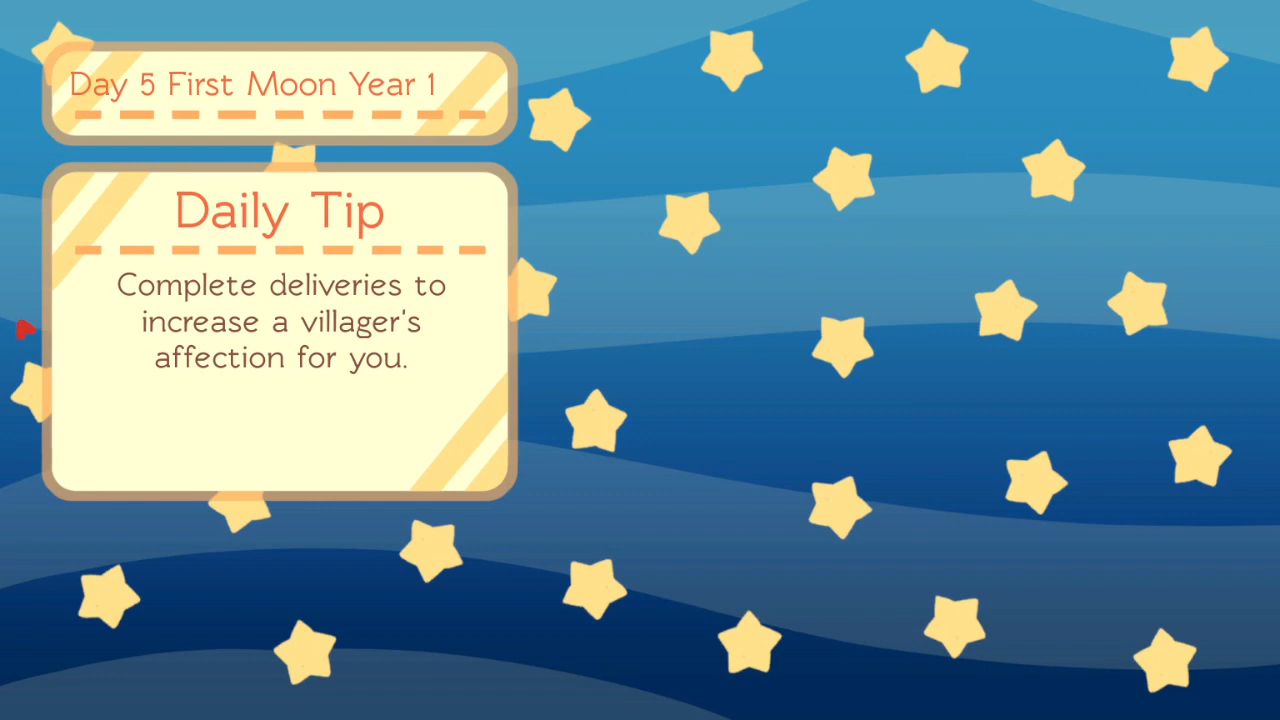 Day 5 First Moon Year 1
Daily Tip
Complete deliveries to
increase a villager's
affection for you.